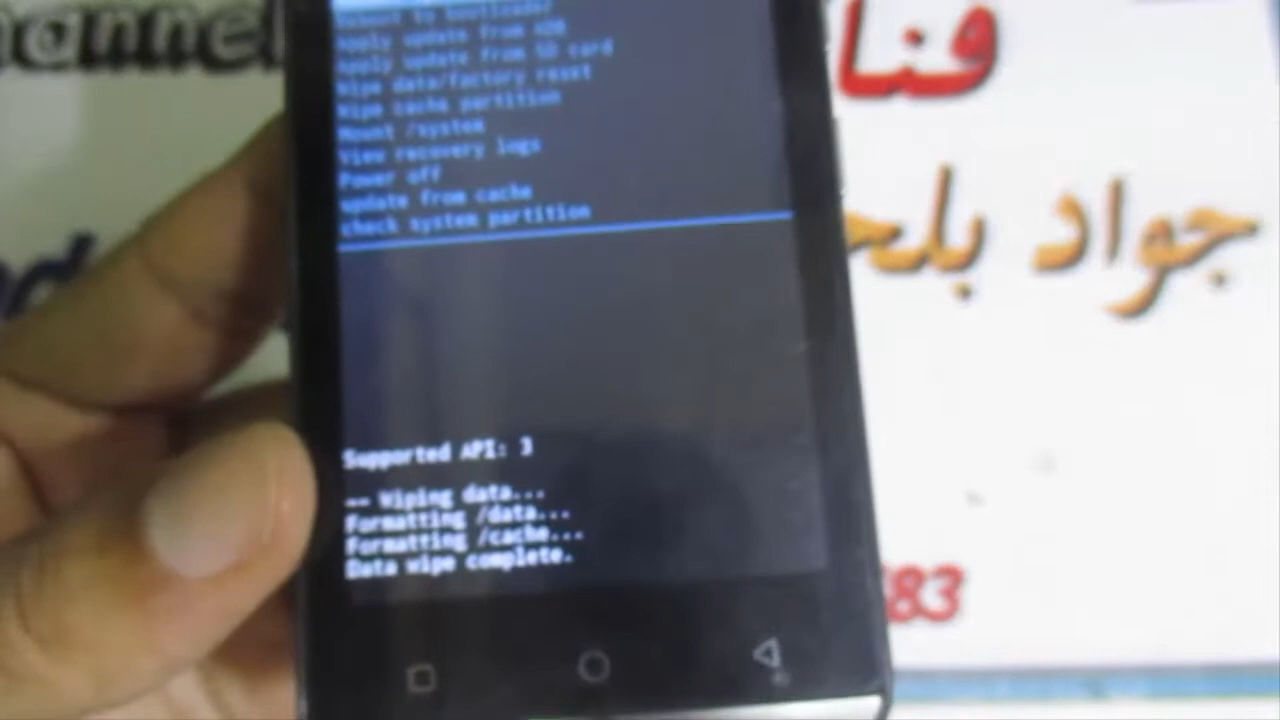 Channel
Reboot to bootloader
Apply update from ADB
Apply update from SD card
Wipe data/factory reset
Wipe cache partition
Mount /system
View recovery logs
Power off
update from cache
check system partition
Supported API: 3
-- Wiping data...
Formatting /data...
Formatting /cache...
Data wipe complete.
جواد
83